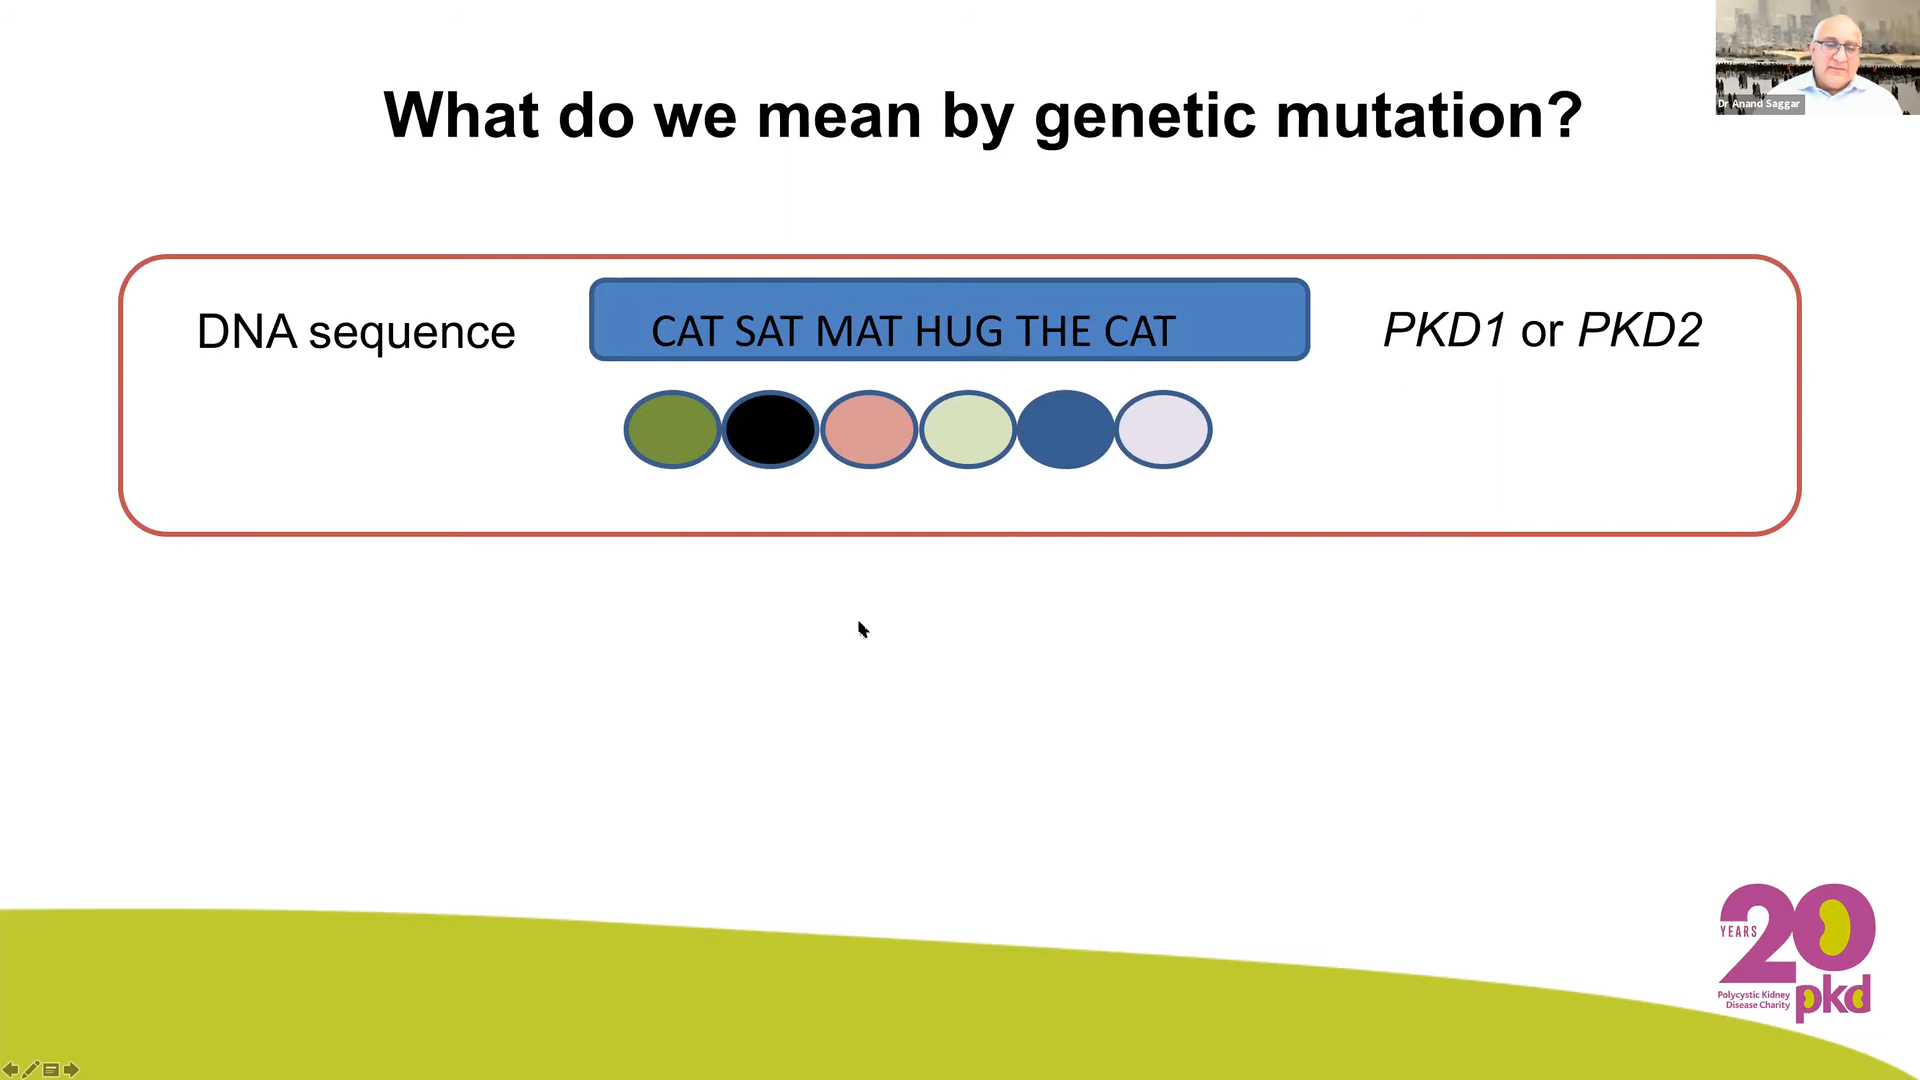 What do we mean by genetic mutation?
Dr Anand Saggar
DNA sequence
CAT SAT MAT HUG THE CAT
PKD1 or PKD2
20
YEARS
Polycystic Kidney
Disease Charity
pkd